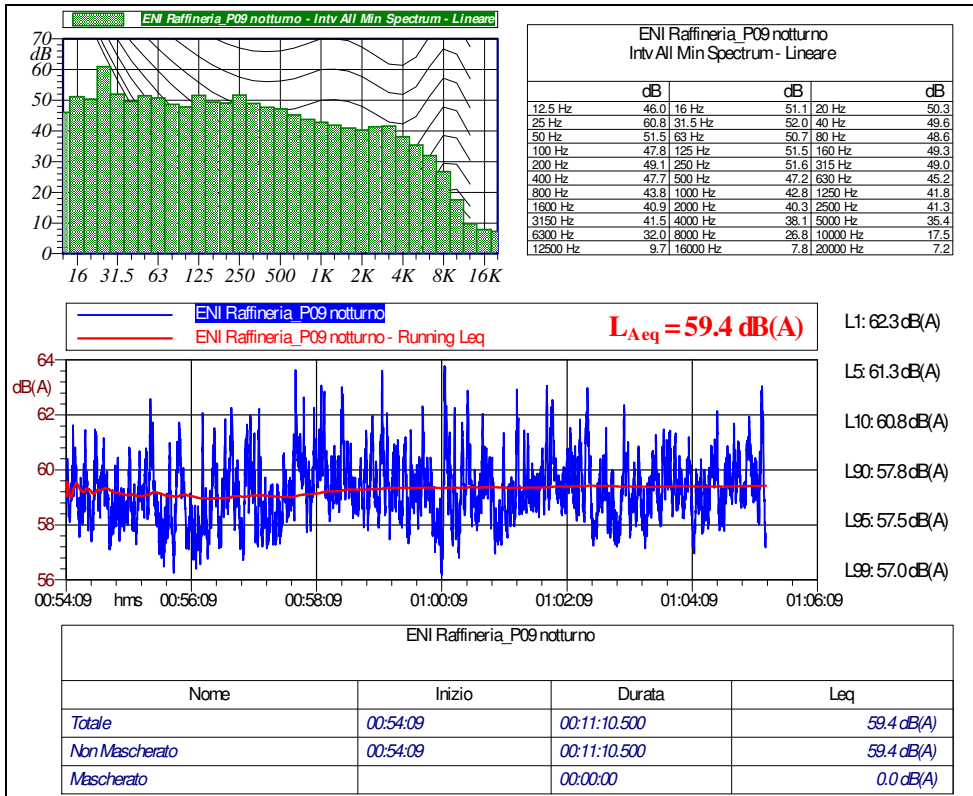 ENI Raffineria_P09 notturno - Intv All Min Spectrum - Lineare
70
dB
60
50
40
30
20
10
0
16 31.5 63 125 250 500 1K 2K 4K 8K 16K
ENI Raffineria_P09 notturno
Intv All Min Spectrum - Lineare
dB dB dB
12.5 Hz 46.0 16 Hz 51.1 20 Hz 50.3
25 Hz 60.8 31.5 Hz 52.0 40 Hz 49.6
50 Hz 51.5 63 Hz 50.7 80 Hz 48.6
100 Hz 47.8 125 Hz 51.5 160 Hz 49.3
200 Hz 49.1 250 Hz 51.6 315 Hz 49.0
400 Hz 47.7 500 Hz 47.2 630 Hz 45.2
800 Hz 43.8 1000 Hz 42.8 1250 Hz 41.8
1600 Hz 40.9 2000 Hz 40.3 2500 Hz 41.3
3150 Hz 41.5 4000 Hz 38.1 5000 Hz 35.4
6300 Hz 32.0 8000 Hz 26.8 10000 Hz 17.5
12500 Hz 9.7 16000 Hz 7.8 20000 Hz 7.2
ENI Raffineria_P09 notturno
ENI Raffineria_P09 notturno - Running Leq
LAeq = 59.4 dB(A)
L1: 62.3 dB(A)
L5: 61.3 dB(A)
L10: 60.8 dB(A)
L90: 57.8 dB(A)
L95: 57.5 dB(A)
L99: 57.0 dB(A)
64
dB(A)
62
60
58
56
00:54:09 hms 00:56:09 00:58:09 01:00:09 01:02:09 01:04:09 01:06:09
ENI Raffineria_P09 notturno
Nome Inizio Durata Leq
Totale 00:54:09 00:11:10.500 59.4 dB(A)
Non Mascherato 00:54:09 00:11:10.500 59.4 dB(A)
Mascherato 00:00:00 0.0 dB(A)